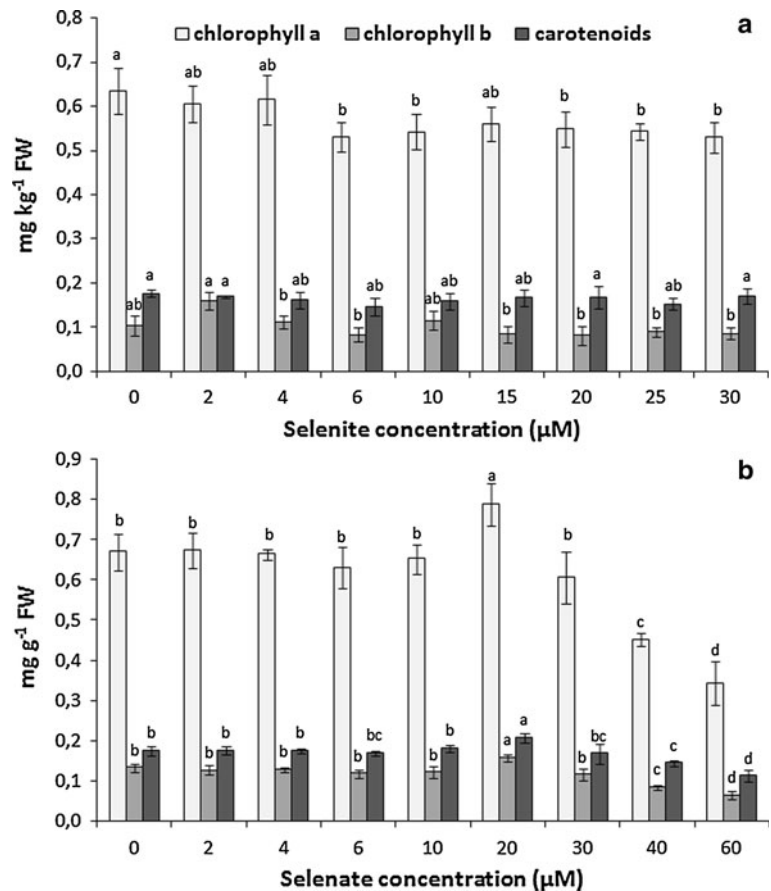 chlorophyll a chlorophyll b carotenoids
a
mg kg-1 FW
0,8
0,7
0,6
0,5
0,4
0,3
0,2
0,1
0,0
a ab ab b b ab b b b
ab a b b ab b b b b
a a ab ab ab ab a ab a
0 2 4 6 10 15 20 25 30
Selenite concentration (µM)
b
mg g-1 FW
0,9
0,8
0,7
0,6
0,5
0,4
0,3
0,2
0,1
0,0
b b b b b a b c d
b b b b b a b c d
b b b bc b a bc c d
0 2 4 6 10 20 30 40 60
Selenate concentration (µM)